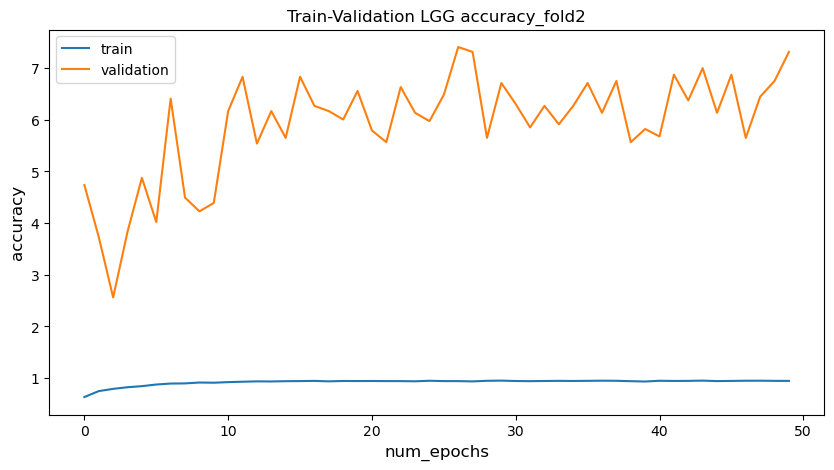 Train-Validation LGG accuracy_fold2
train
validation
accuracy
7
6
5
4
3
2
1
0 10 20 30 40 50
num_epochs